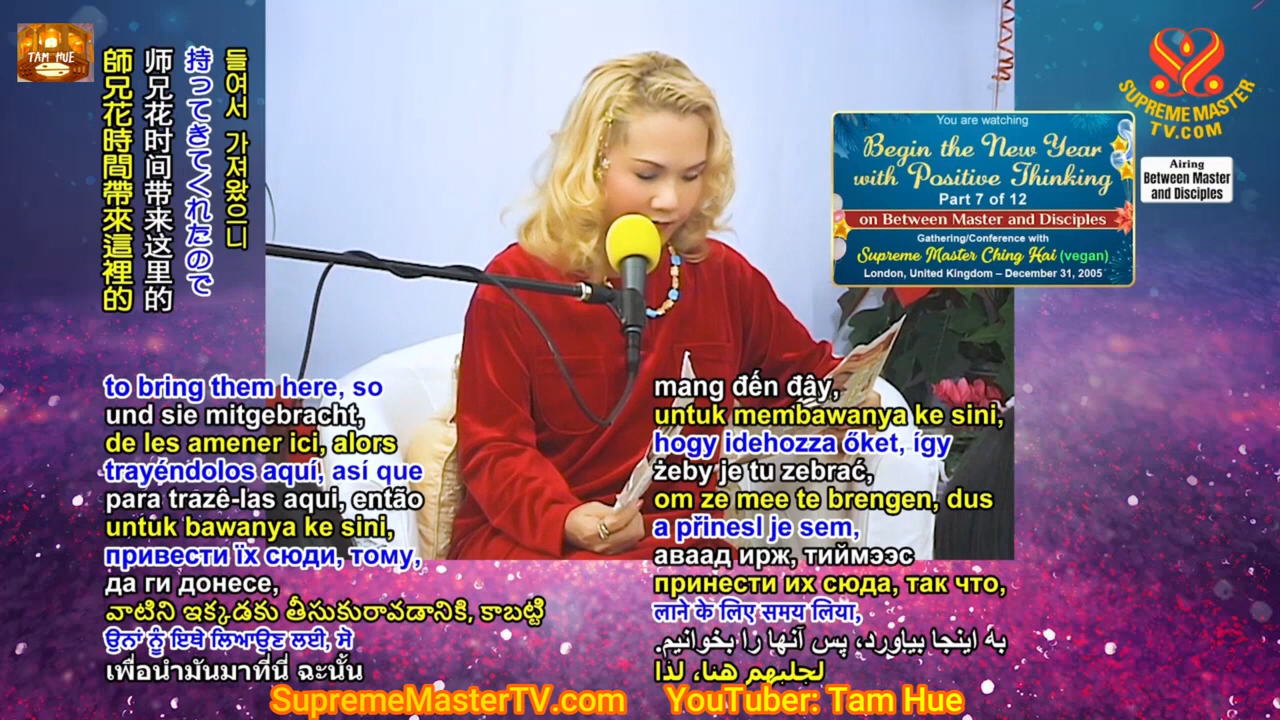 TAM HUE
師兄花時間帶來這裡的
师兄花时间带来这里的
持ってきてくれたので
들여서 가져왔으니
SUPREME MASTER
TV.COM
You are watching
Begin the New Year
with Positive Thinking
Part 7 of 12
on Between Master and Disciples
Gathering/Conference with
Supreme Master Ching Hai (vegan)
London, United Kingdom – December 31, 2005
Airing
Between Master
and Disciples
to bring them here, so
und sie mitgebracht,
de les amener ici, alors
trayéndolos aquí, así que
para trazê-las aqui, então
untuk bawanya ke sini,
привести їх сюди, тому,
да ги донесе,
వాటిని ఇక్కడకు తీసుకురావడానికి, కాబట్టి
ਉਨਾਂ ਨੂੰ ਇਥੇ ਲਿਆਉਣ ਲਈ, ਸੋ
เพื่อนำมันมาที่นี่ ฉะนั้น
mang đến đây,
untuk membawanya ke sini,
hogy idehozza őket, így
żeby je tu zebrać,
om ze mee te brengen, dus
a přinesl je sem,
аваад ирж, тиймээс
принести их сюда, так что,
लाने के लिए समय लिया,
به اینجا بیاورد، پس آنها را بخوانیم.
لجلبهم هنا، لذا
SupremeMasterTV.com YouTuber: Tam Hue